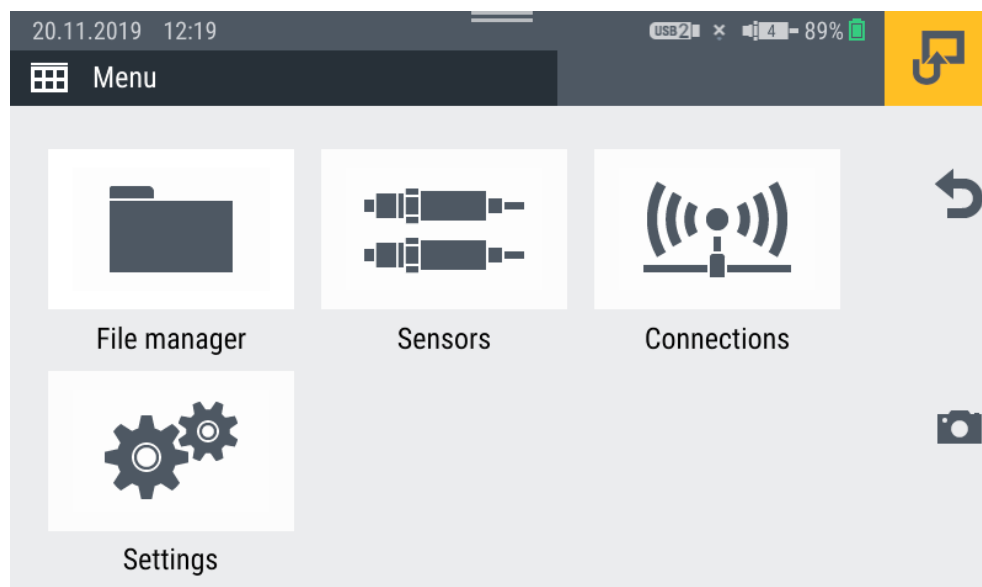 20.11.2019 12:19 USB2 4 89%
Menu
File manager Sensors Connections
Settings